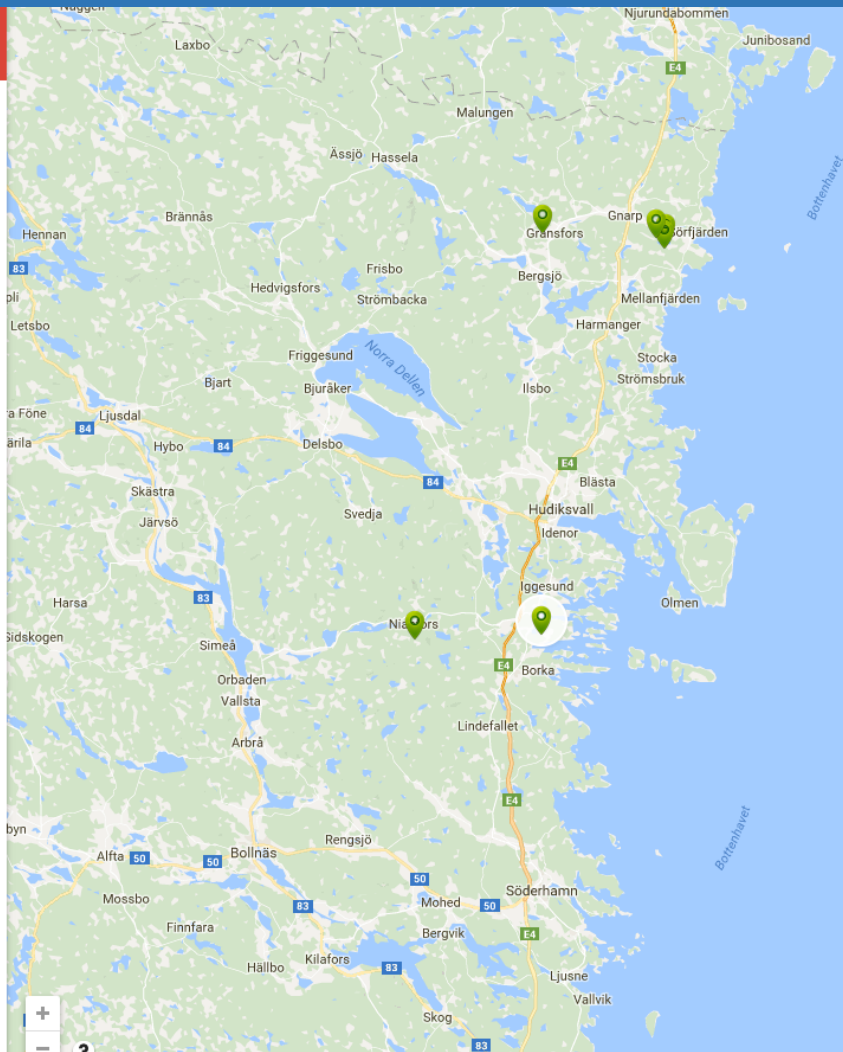 Naggen
Njurundabommen
Laxbo
Junibosand
E4
Malungen
Ässjö
Hassela
Bottenhavet
Brännås
Gnarp
Hennan
Gränsfors
Sörfjärden
83
Frisbo
Bergsjö
Hedvigsfors
Strömbacka
Mellanfjärden
Letsbo
Harmanger
Norra Dellen
Friggesund
Stocka
Bjart
Bjuråker
Ilsbo
Strömsbruk
Ljusdal
84
Hybo
84
Delsbo
E4
84
Blästa
Skästra
Hudiksvall
Svedja
Järvsö
Idenor
Iggesund
83
Harsa
Olmen
Sidskogen
Simeå
E4
Borka
Orbaden
Vallsta
Lindefallet
Arbrå
E4
Bottenhavet
Rengsjö
Alfta
50
50
Bollnäs
50
Söderhamn
Mossbo
83
Mohed
50
Finnfara
Bergvik
E4
Hällbo
Kilafors
83
Ljusne
Vallvik
+
Skog
−
83